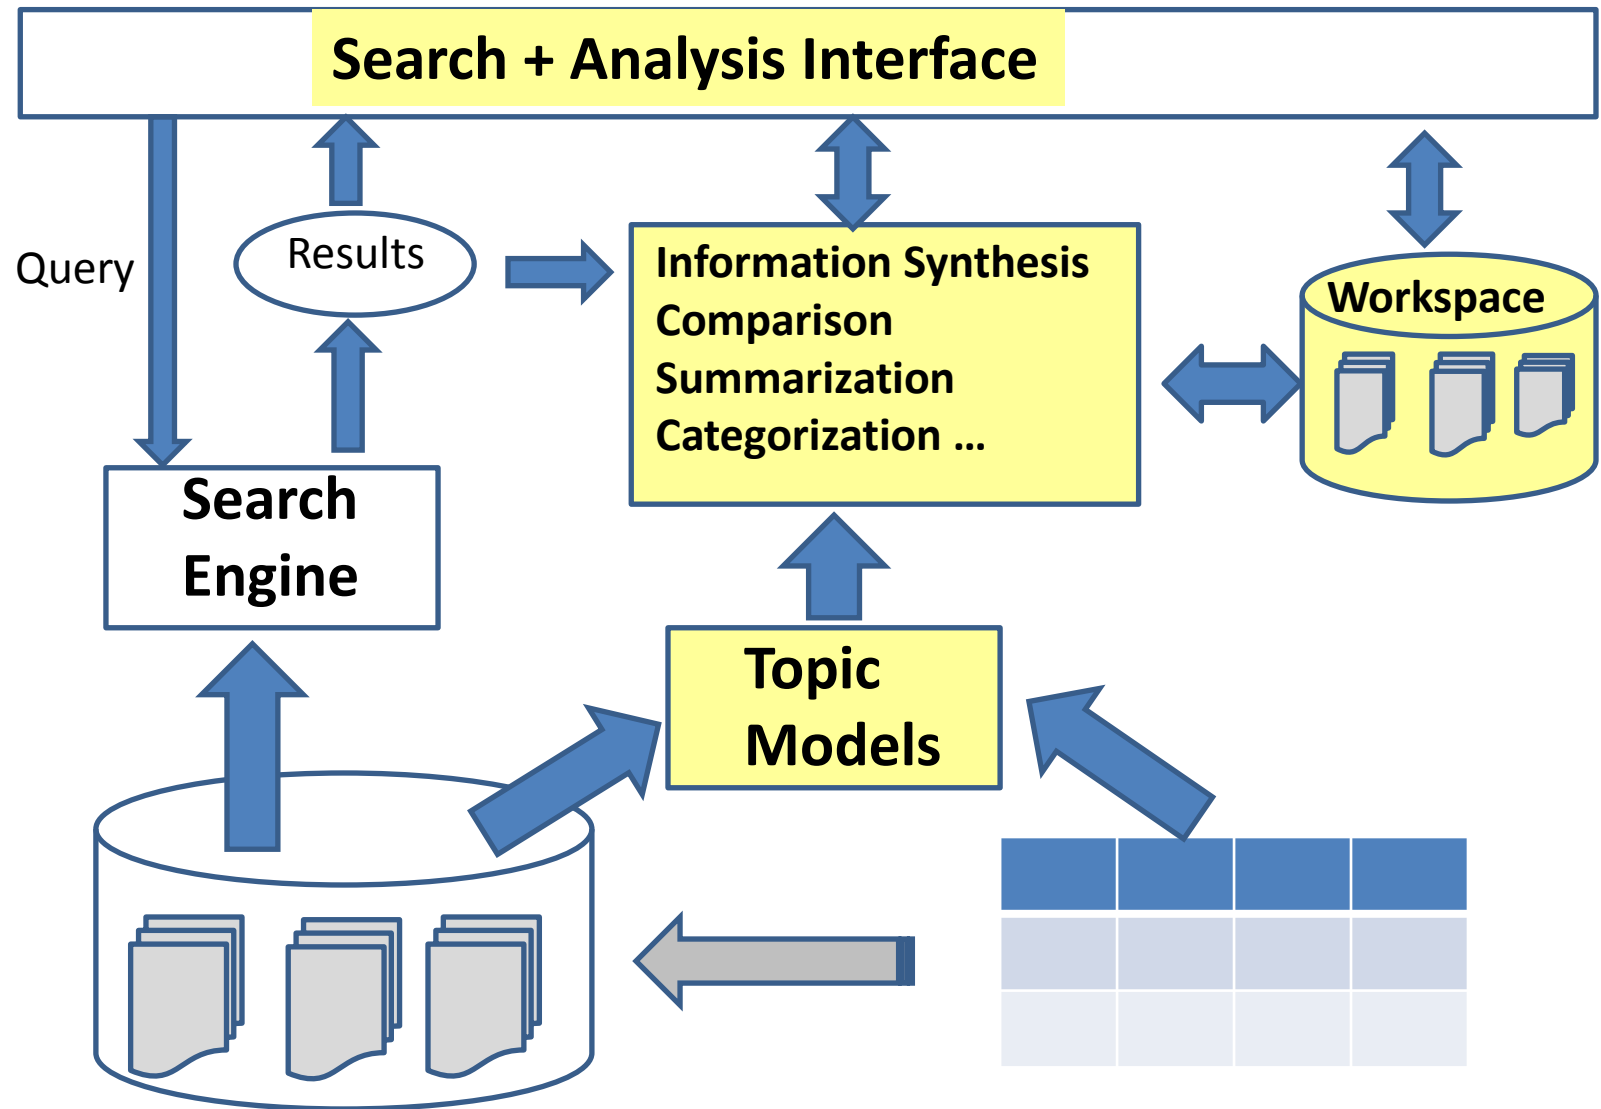 Search + Analysis Interface
Query
Results
Information Synthesis
Comparison
Summarization
Categorization ...
Workspace
Search
Engine
Topic
Models